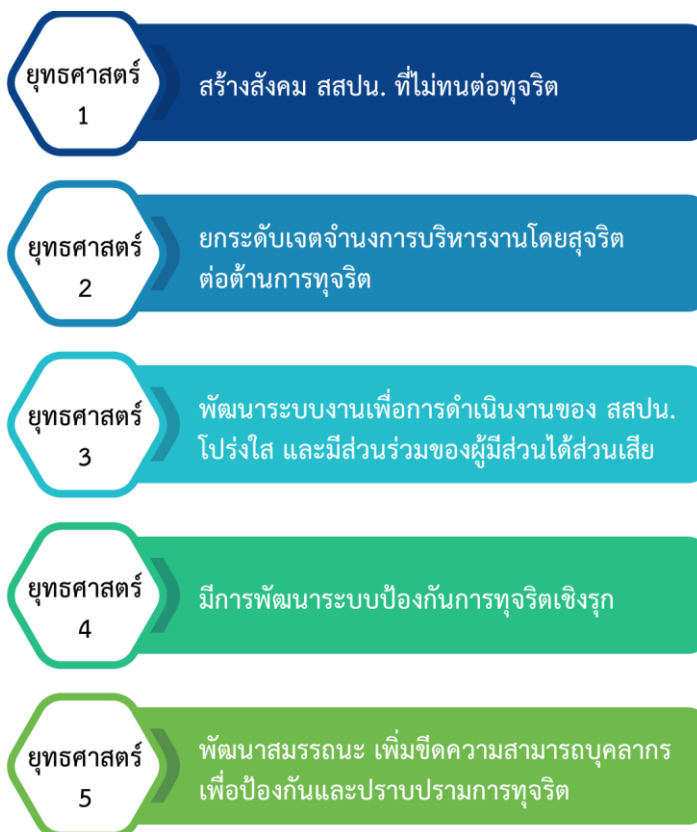 ยุทธศาสตร์
1
สร้างสังคม สสปน. ที่ไม่ทนต่อทุจริต
ยุทธศาสตร์
2
ยกระดับเจตจำนงการบริหารงานโดยสุจริต
ต่อต้านการทุจริต
ยุทธศาสตร์
3
พัฒนาระบบงานเพื่อการดำเนินงานของ สสปน.
โปร่งใส และมีส่วนร่วมของผู้มีส่วนได้ส่วนเสีย
ยุทธศาสตร์
4
มีการพัฒนาระบบป้องกันการทุจริตเชิงรุก
ยุทธศาสตร์
5
พัฒนาสมรรถนะ เพิ่มขีดความสามารถบุคลากร
เพื่อป้องกันและปราบปรามการทุจริต